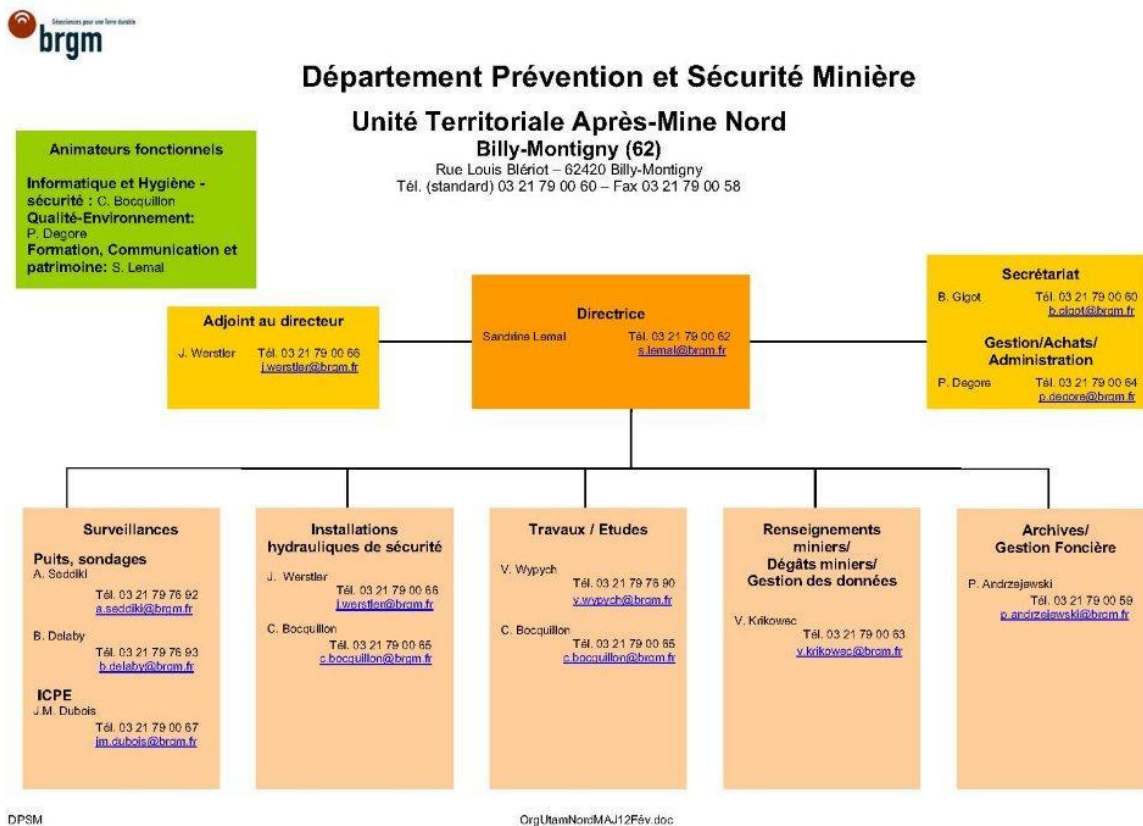 Géosciences pour une Terre durable
brgm
Département Prévention et Sécurité Minière
Unité Territoriale Après-Mine Nord
Billy-Montigny (62)
Rue Louis Blériot – 62420 Billy-Montigny
Tél. (standard) 03 21 79 00 60 – Fax 03 21 79 00 58
Animateurs fonctionnels
Informatique et Hygiène -
sécurité : C. Bocquillon
Qualité-Environnement:
P. Degore
Formation, Communication et
patrimoine: S. Lemal
Adjoint au directeur
J. Werstler Tél. 03 21 79 00 66
j.werstler@brgm.fr
Directrice
Sandrine Lemal Tél. 03 21 79 00 62
s.lemal@brgm.fr
Secrétariat
B. Gigot Tél. 03 21 79 00 60
b.gigot@brgm.fr
Gestion/Achats/
Administration
P. Degore Tél. 03 21 79 00 64
p.degore@brgm.fr
Surveillances
Puits, sondages
A. Seddiki
Tél. 03 21 79 76 92
a.seddiki@brgm.fr
B. Delaby
Tél. 03 21 79 76 93
b.delaby@brgm.fr
ICPE
J.M. Dubois
Tél. 03 21 79 00 67
jm.dubois@brgm.fr
Installations
hydrauliques de sécurité
J. Werstler
Tél. 03 21 79 00 66
j.werstler@brgm.fr
C. Bocquillon
Tél. 03 21 79 00 65
c.bocquillon@brgm.fr
Travaux / Etudes
V. Wypych
Tél. 03 21 79 76 90
v.wypych@brgm.fr
C. Bocquillon
Tél. 03 21 79 00 65
c.bocquillon@brgm.fr
Renseignements
miniers/
Dégâts miniers/
Gestion des données
V. Krikowec
Tél. 03 21 79 00 63
v.krikowec@brgm.fr
Archives/
Gestion Foncière
P. Andrzejewski
Tél. 03 21 79 00 59
p.andrzejewski@brgm.fr
DPSM
OrgUtamNordMAJ12Fév.doc